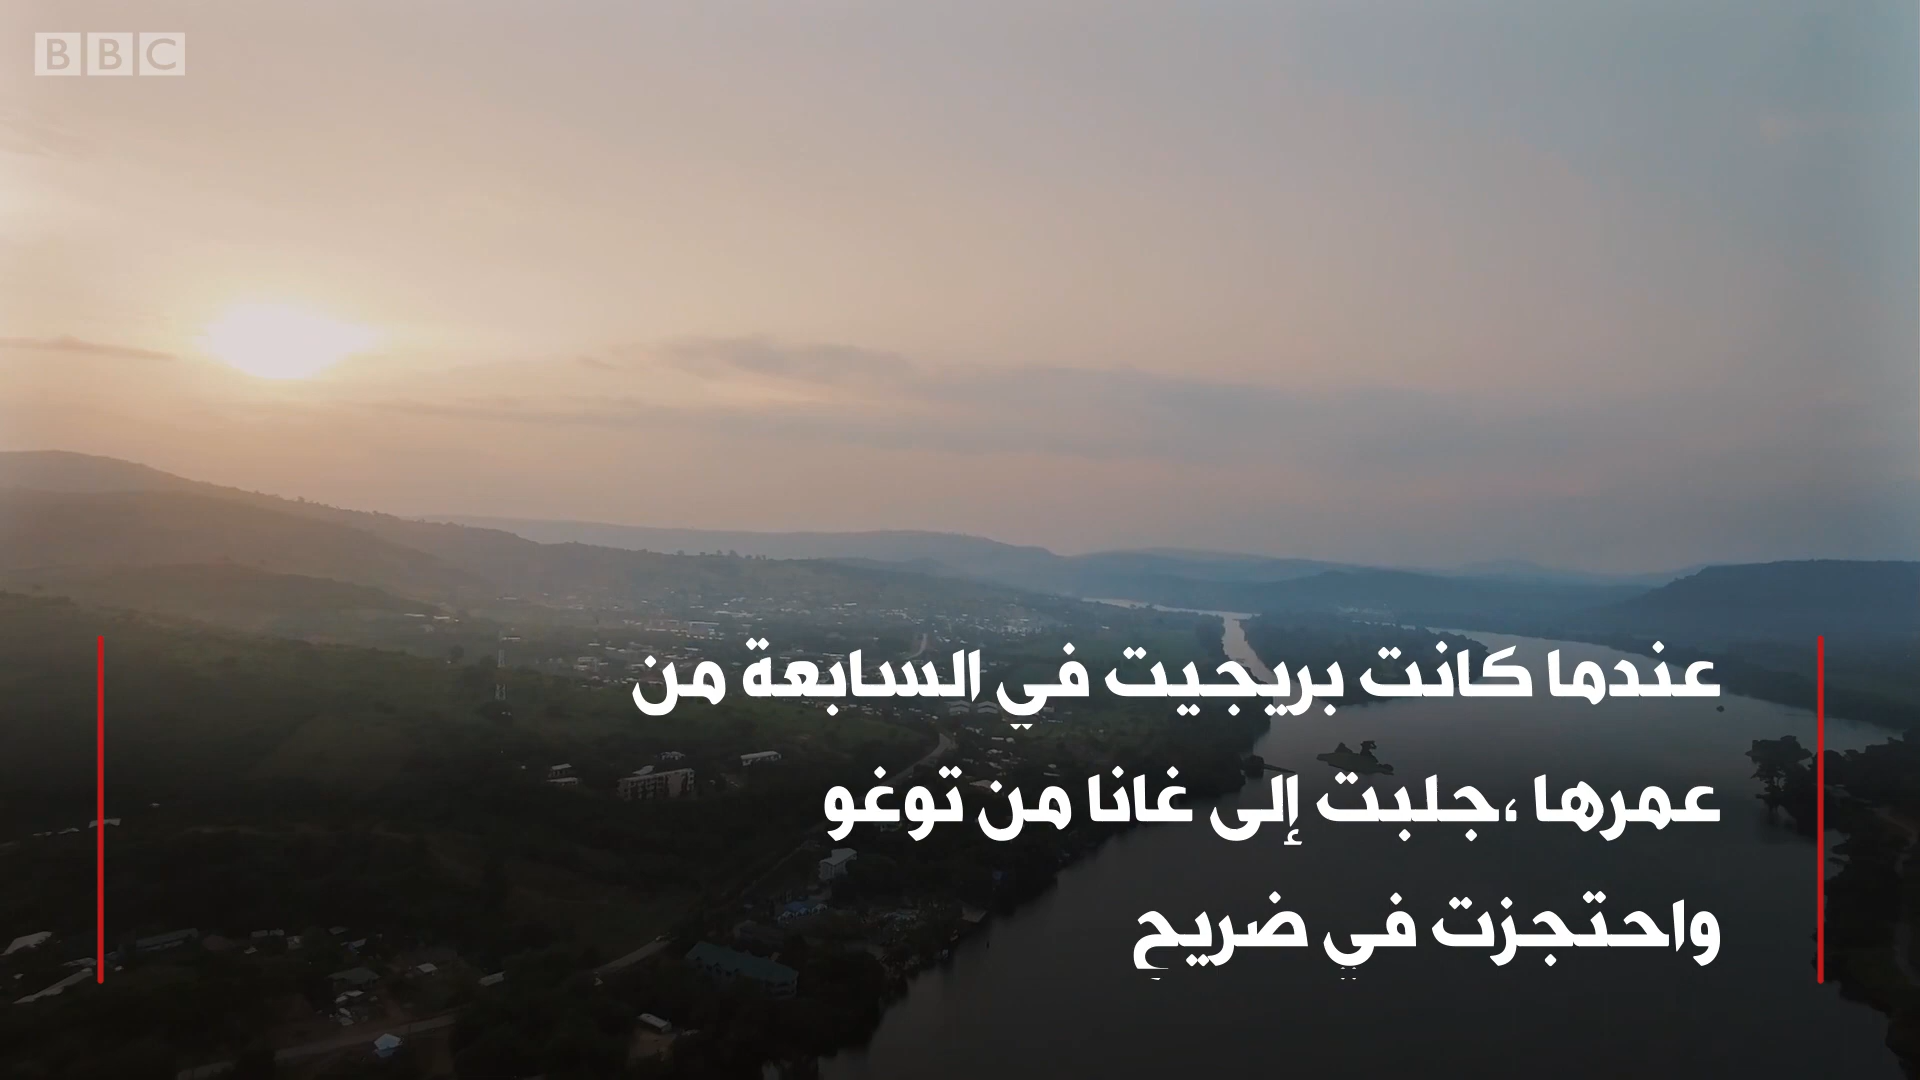 BBC
عندما كانت بريجيت في السابعة من
عمرها ،جلبت إلى غانا من توغو
واحتجزت في ضريح